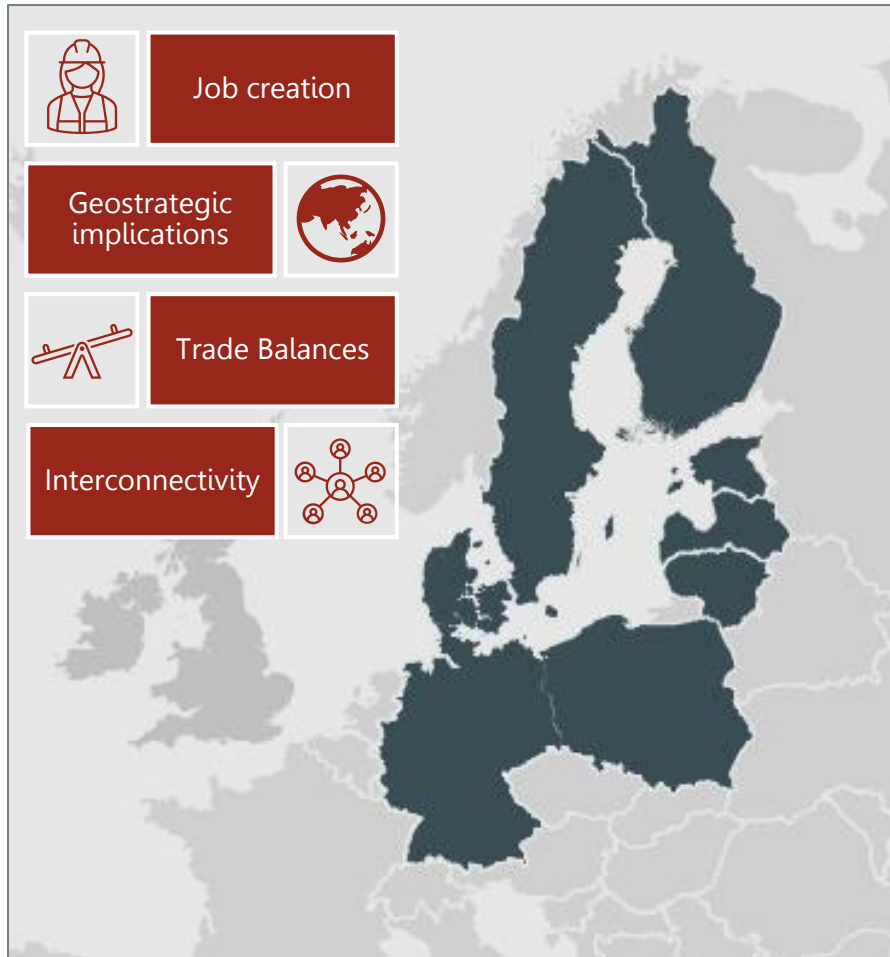 Job creation
Geostrategic
implications
Trade Balances
Interconnectivity